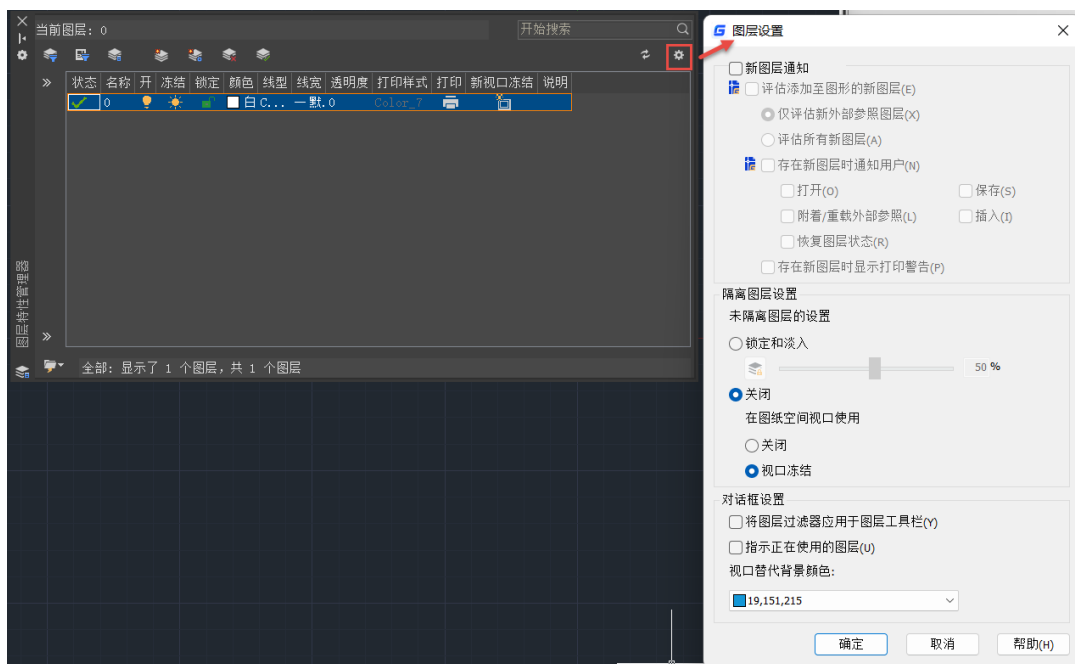 当前图层: 0
开始搜索
状态 名称 开 冻结 锁定 颜色 线型 线宽 透明度 打印样式 打印 新视口冻结 说明
0 白 C... 默. 0 Color_7
图层特性管理器
全部: 显示了 1 个图层, 共 1 个图层
图层设置
新图层通知
评估添加至图形的新图层(E)
仅评估新外部参照图层(X)
评估所有新图层(A)
存在新图层时通知用户(N)
打开(O) 保存(S)
附着/重载外部参照(L) 插入(I)
恢复图层状态(R)
存在新图层时显示打印警告(P)
隔离图层设置
未隔离图层的设置
锁定和淡入
50 %
关闭
在图纸空间视口使用
关闭
视口冻结
对话框设置
将图层过滤器应用于图层工具栏(Y)
指示正在使用的图层(U)
视口替代背景颜色:
19,151,215
确定 取消 帮助(H)